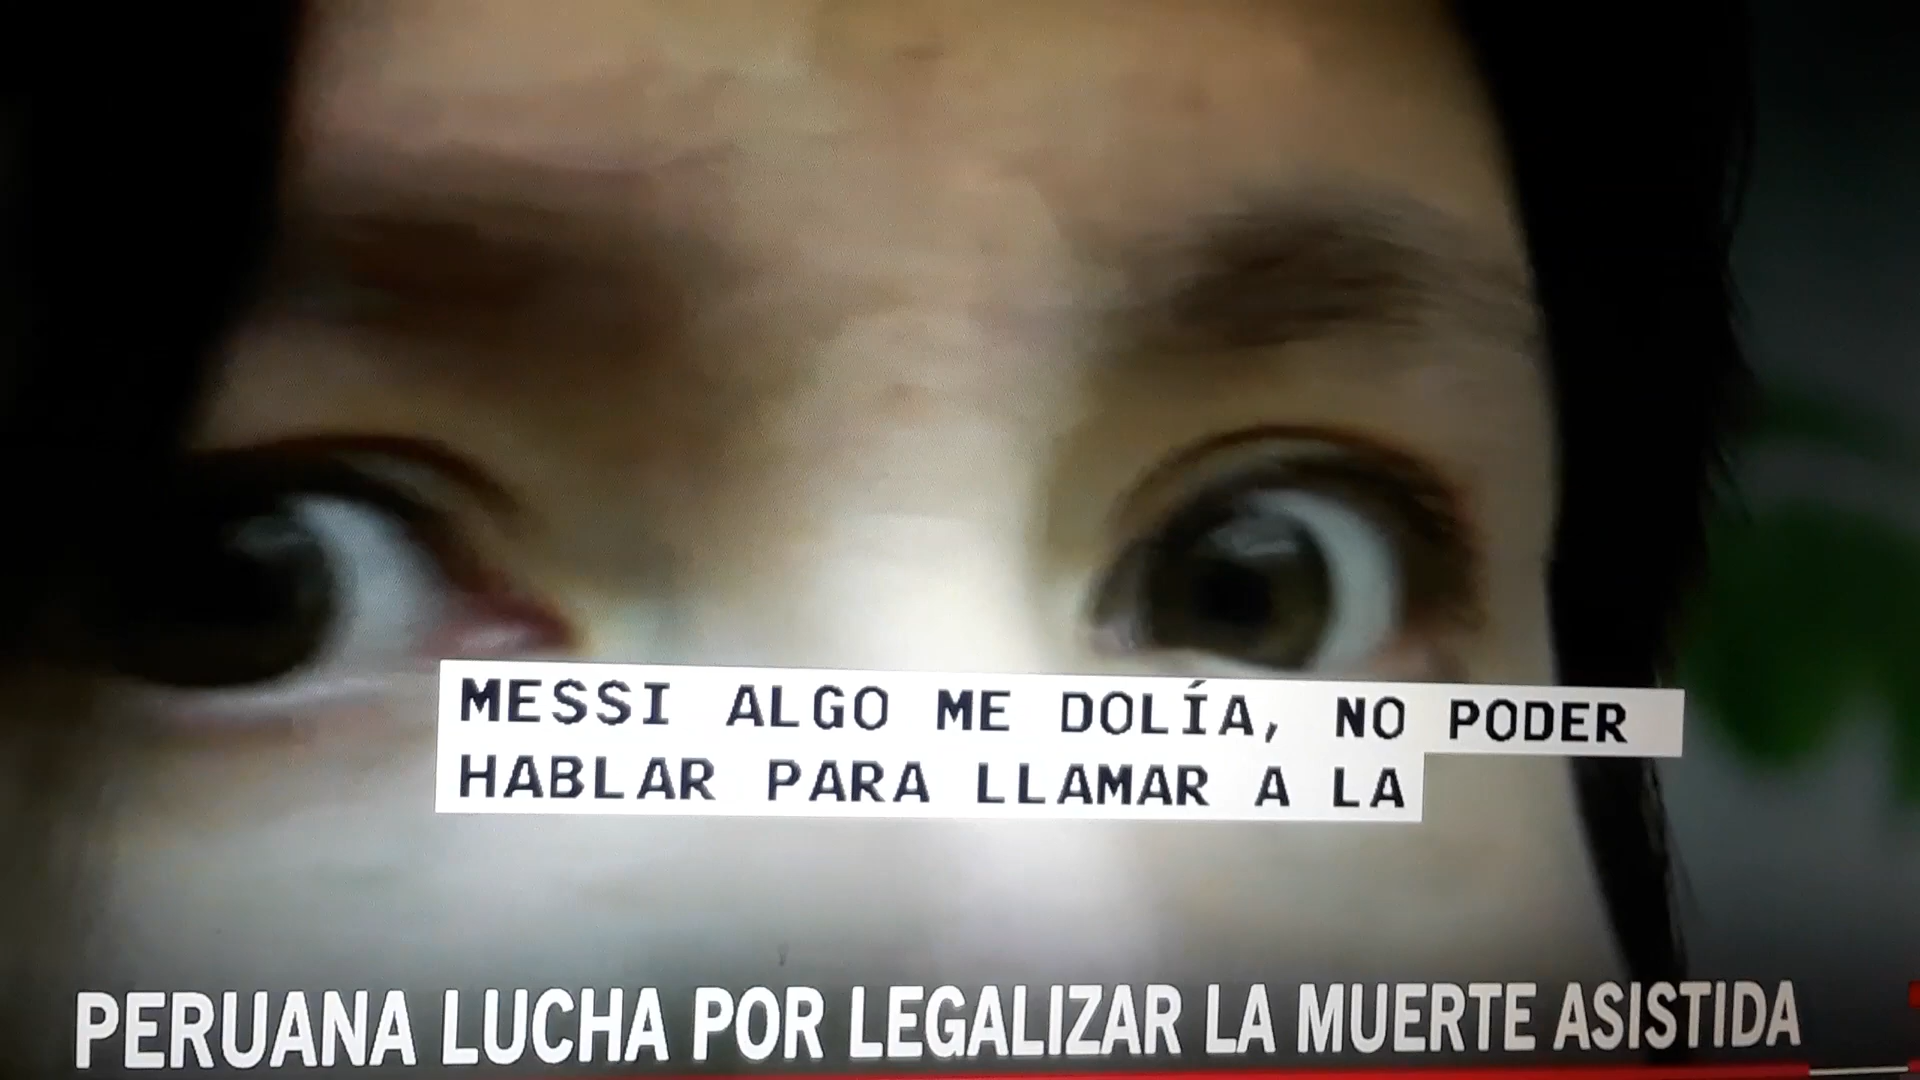 MESSI ALGO ME DOLÍA, NO PODER
HABLAR PARA LLAMAR A LA
PERUANA LUCHA POR LEGALIZAR LA MUERTE ASISTIDA